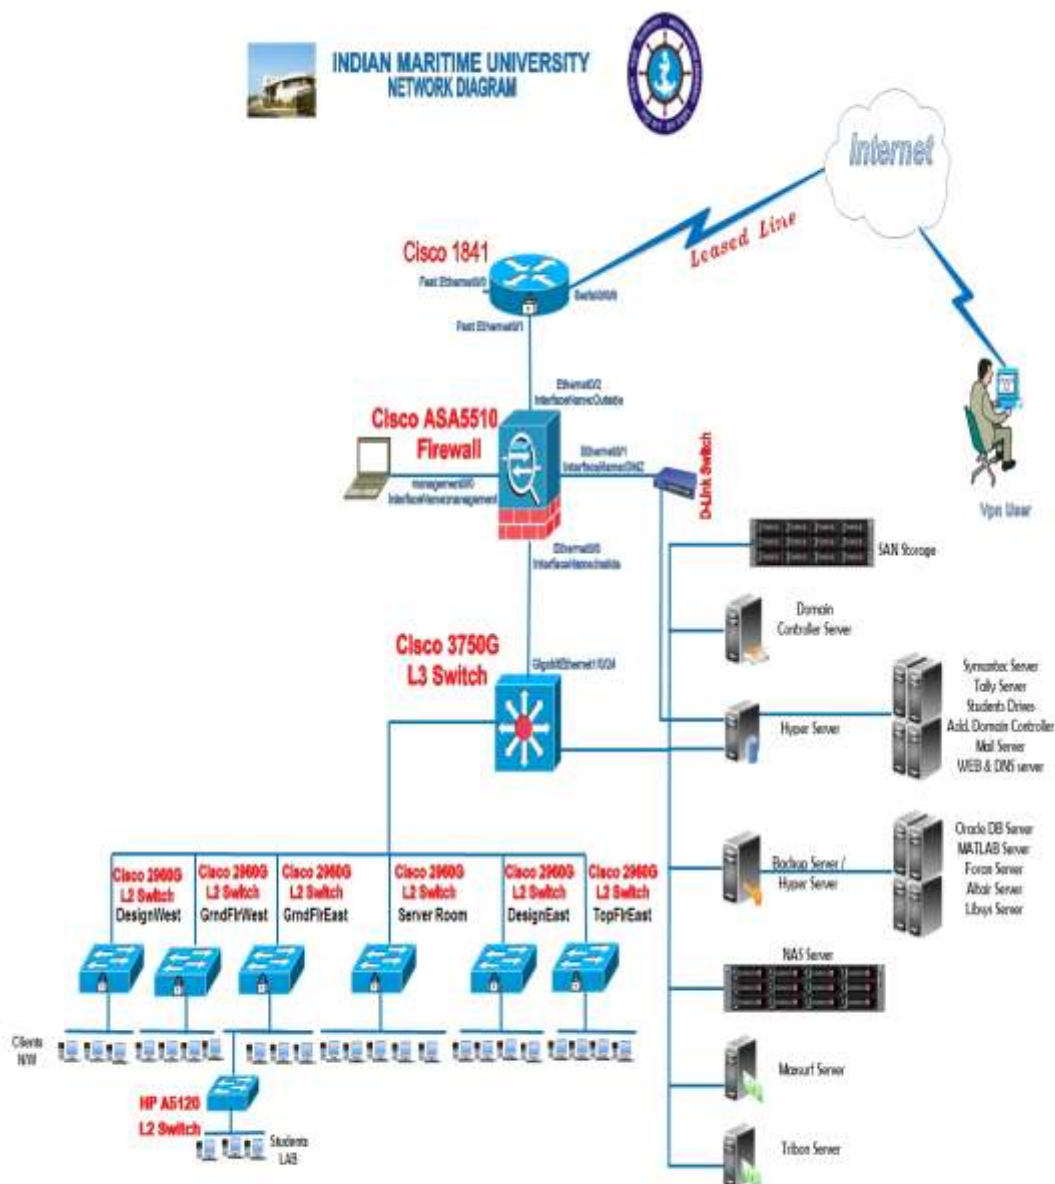 INDIAN MARITIME UNIVERSITY
NETWORK DIAGRAM
Internet
Leased Line
Cisco 1841
Fast Ethernet0/0
Fast Ethernet0/1
Vpn User
Ethernet0/2
InterfaceName:Outside
Cisco ASA5510
Firewall
Ethernet0/1
InterfaceName:DMZ
management0/0
InterfaceName:management
D-Link Switch
InterfaceName:Inside
SAN Storage
Domain
Controller Server
Cisco 3750G
L3 Switch
GigabitEthernet1/0/24
Hyper Server
Symantec Server
Tally Server
Students Drives
Add. Domain Controller
Mail Server
WEB & DNS server
Backup Server /
Hyper Server
Oracle DB Server
MATLAB Server
Foran Server
Altair Server
Libsys Server
NAS Server
Maxsurf Server
Tribon Server
Cisco 2960G
L2 Switch
DesignWest
Cisco 2960G
L2 Switch
GrndFlrWest
Cisco 2960G
L2 Switch
GrndFlrEast
Cisco 2960G
L2 Switch
Server Room
Cisco 2960G
L2 Switch
DesignEast
Cisco 2960G
L2 Switch
TopFlrEast
Clients
N/W
HP A5120
L2 Switch
Students
LAB